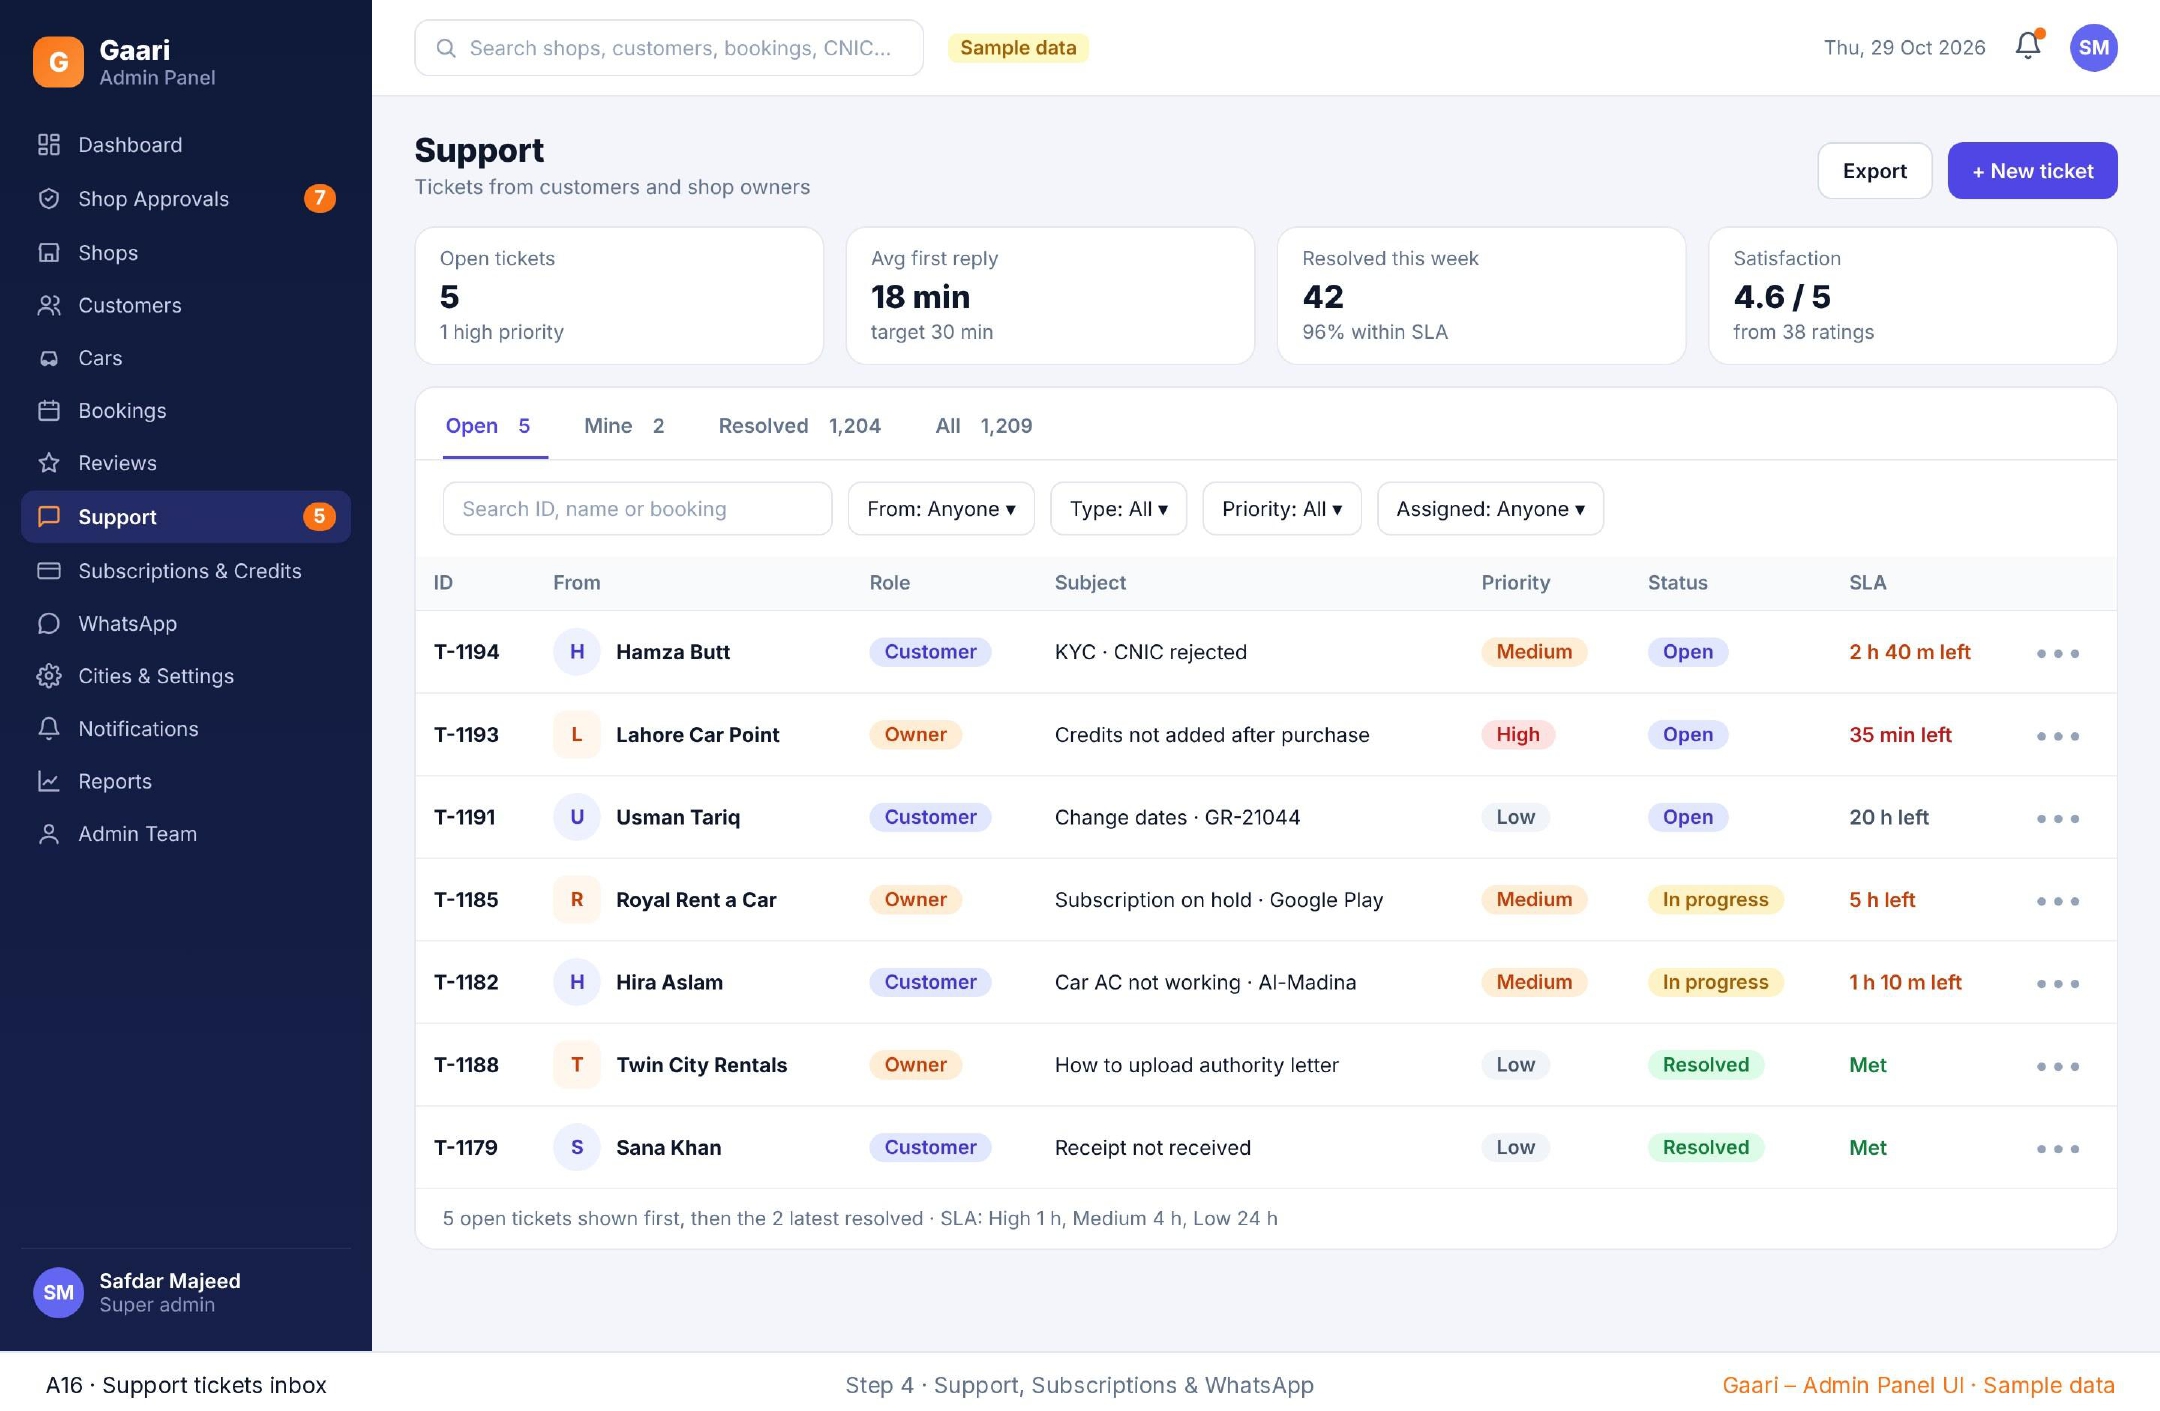 G Gaari
Admin Panel
Dashboard
Shop Approvals 7
Shops
Customers
Cars
Bookings
Reviews
Support 5
Subscriptions & Credits
WhatsApp
Cities & Settings
Notifications
Reports
Admin Team
SM Safdar Majeed
Super admin
Search shops, customers, bookings, CNIC... Sample data Thu, 29 Oct 2026 SM
Support
Tickets from customers and shop owners
Export + New ticket
Open tickets
5
1 high priority
Avg first reply
18 min
target 30 min
Resolved this week
42
96% within SLA
Satisfaction
4.6 / 5
from 38 ratings
Open 5 Mine 2 Resolved 1,204 All 1,209
Search ID, name or booking From: Anyone ▾ Type: All ▾ Priority: All ▾ Assigned: Anyone ▾
ID From Role Subject Priority Status SLA
T-1194 H Hamza Butt Customer KYC · CNIC rejected Medium Open 2 h 40 m left
T-1193 L Lahore Car Point Owner Credits not added after purchase High Open 35 min left
T-1191 U Usman Tariq Customer Change dates · GR-21044 Low Open 20 h left
T-1185 R Royal Rent a Car Owner Subscription on hold · Google Play Medium In progress 5 h left
T-1182 H Hira Aslam Customer Car AC not working · Al-Madina Medium In progress 1 h 10 m left
T-1188 T Twin City Rentals Owner How to upload authority letter Low Resolved Met
T-1179 S Sana Khan Customer Receipt not received Low Resolved Met
5 open tickets shown first, then the 2 latest resolved · SLA: High 1 h, Medium 4 h, Low 24 h
A16 · Support tickets inbox Step 4 · Support, Subscriptions & WhatsApp Gaari – Admin Panel UI · Sample data